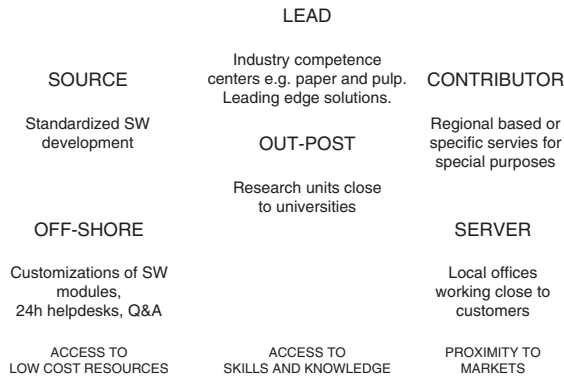 LEAD
Industry competence
centers e.g. paper and pulp.
Leading edge solutions.
SOURCE
Standardized SW
development
CONTRIBUTOR
Regional based or
specific servies for
special purposes
OUT-POST
Research units close
to universities
OFF-SHORE
Customizations of SW
modules,
24h helpdesks, Q&A
SERVER
Local offices
working close to
customers
ACCESS TO
LOW COST RESOURCES
ACCESS TO
SKILLS AND KNOWLEDGE
PROXIMITY TO
MARKETS